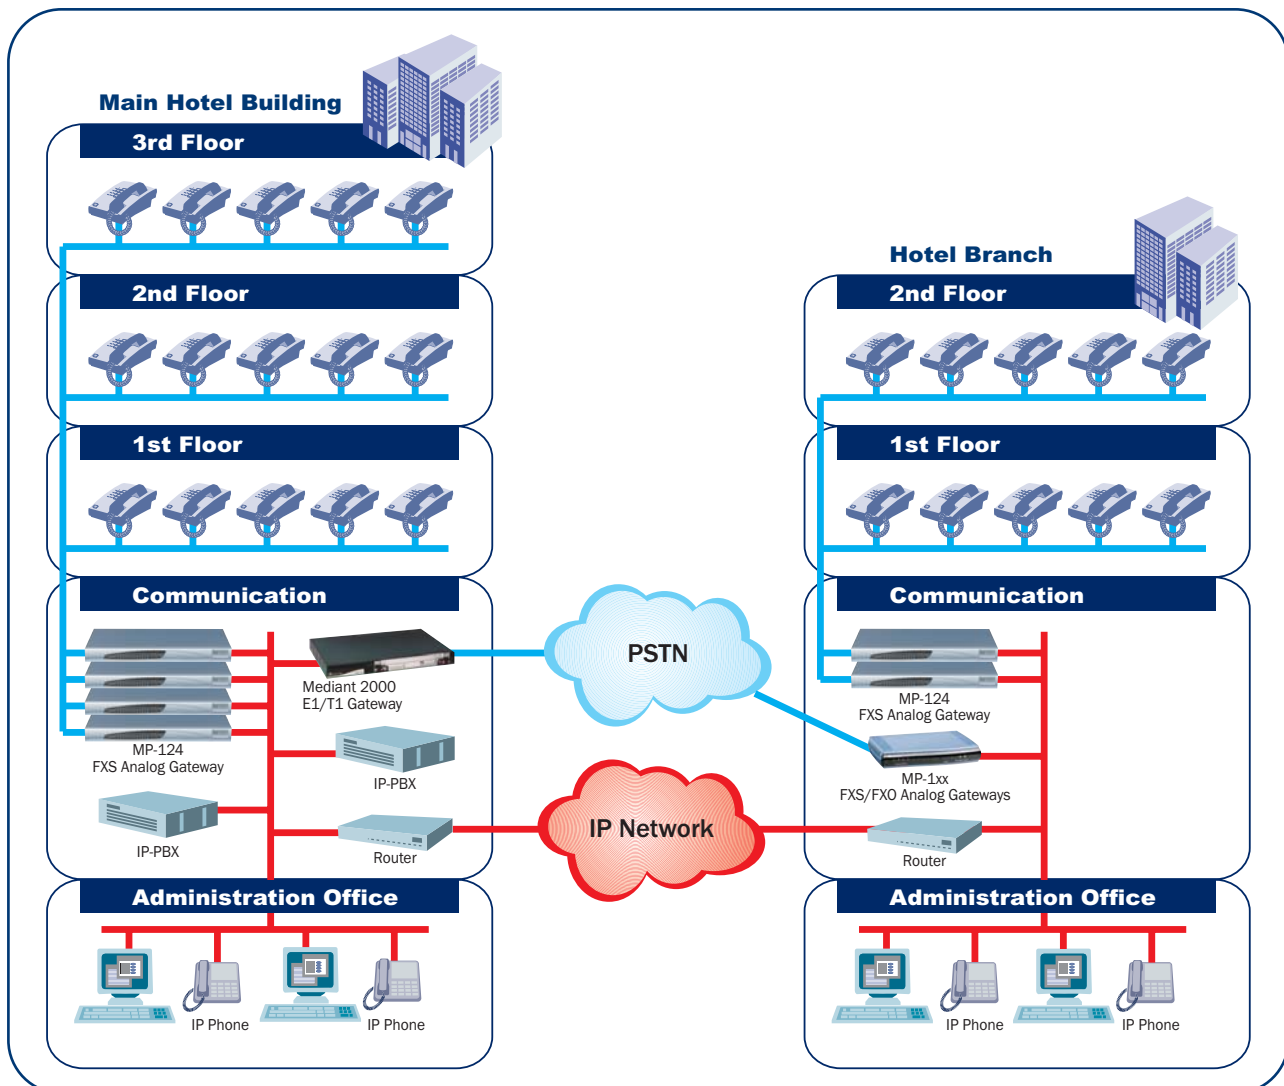 Main Hotel Building
3rd Floor
2nd Floor
1st Floor
Communication
Mediant 2000
E1/T1 Gateway
MP-124
FXS Analog Gateway
IP-PBX
IP-PBX
Router
Administration Office
IP Phone
IP Phone
PSTN
IP Network
Hotel Branch
2nd Floor
1st Floor
Communication
MP-124
FXS Analog Gateway
MP-1xx
FXS/FXO Analog Gateways
Router
Administration Office
IP Phone
IP Phone